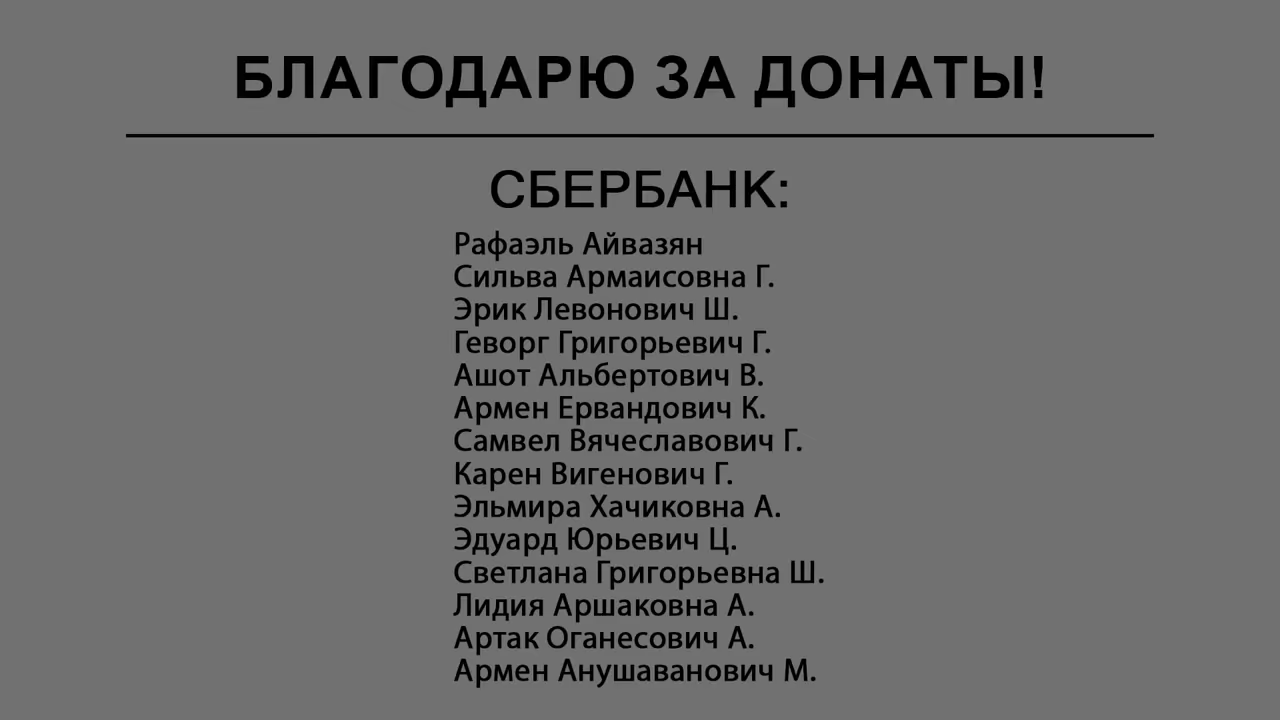 БЛАГОДАРЮ ЗА ДОНАТЫ!
СБЕРБАНК:
Рафаэль Айвазян
Сильва Армаисовна Г.
Эрик Левонович Ш.
Геворг Григорьевич Г.
Ашот Альбертович В.
Армен Ервандович К.
Самвел Вячеславович Г.
Карен Вигенович Г.
Эльмира Хачиковна А.
Эдуард Юрьевич Ц.
Светлана Григорьевна Ш.
Лидия Аршаковна А.
Артак Оганесович А.
Армен Анушаванович М.